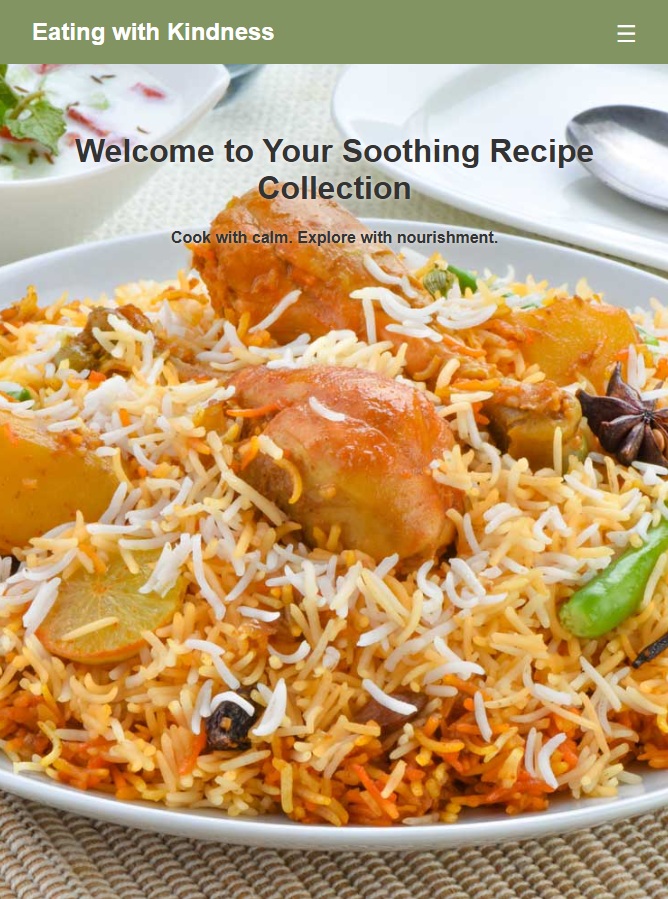 Eating with Kindness
Welcome to Your Soothing Recipe
Collection
Cook with calm. Explore with nourishment.